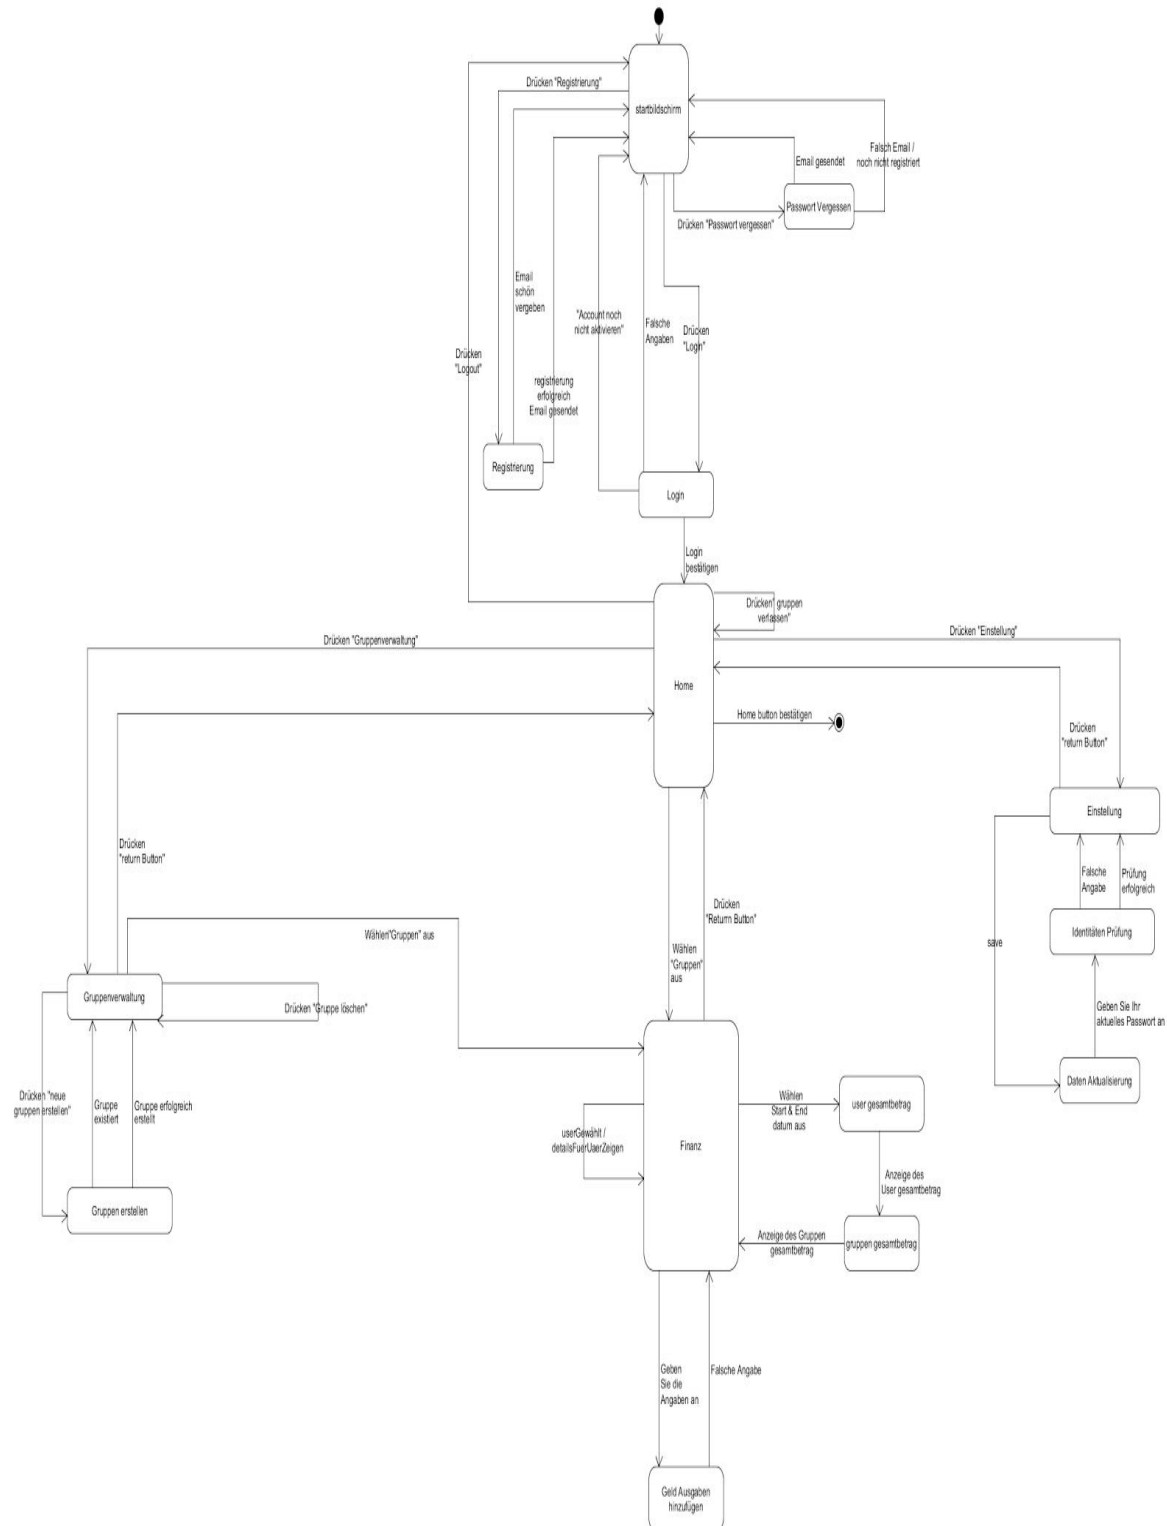 Drücken "Registrierung"
startbildschirm
Falsch Email /
noch nicht registriert
Email gesendet
Passwort Vergessen
Drücken "Passwort vergessen"
Email
schön
vergeben
"Account noch
nicht aktivieren"
Falsche
Angaben
Drücken
"Login"
Drücken
"Logout"
registrierung
erfolgreich
Email gesendet
Registrierung
Login
Login
bestätigen
Drücken" gruppen
verlassen"
Drücken "Gruppenverwaltung"
Drücken "Einstellung"
Home
Home button bestätigen
Drücken
"return Button"
Einstellung
Drücken
"return Button"
Falsche
Angabe
Prüfung
erfolgreich
Drücken
"Returrn Button"
Wählen"Gruppen" aus
Identitäten Prüfung
save
Wählen
"Gruppen"
aus
Gruppenverwaltung
Drücken "Gruppe löschen"
Geben Sie Ihr
aktuelles Passwort an
Daten Aktualisierung
Drücken "neue
gruppen erstellen"
Gruppe
existiert
Gruppe erfolgreich
erstellt
Wählen
Start & End
datum aus
user gesamtbetrag
userGewählt /
detailsFuerUaerZeigen
Finanz
Anzeige des
User gesamtbetrag
Gruppen erstellen
Anzeige des Gruppen
gesamtbetrag
gruppen gesamtbetrag
Geben
Sie die
Angaben an
Falsche Angabe
Geld Ausgaben
hinzufügen